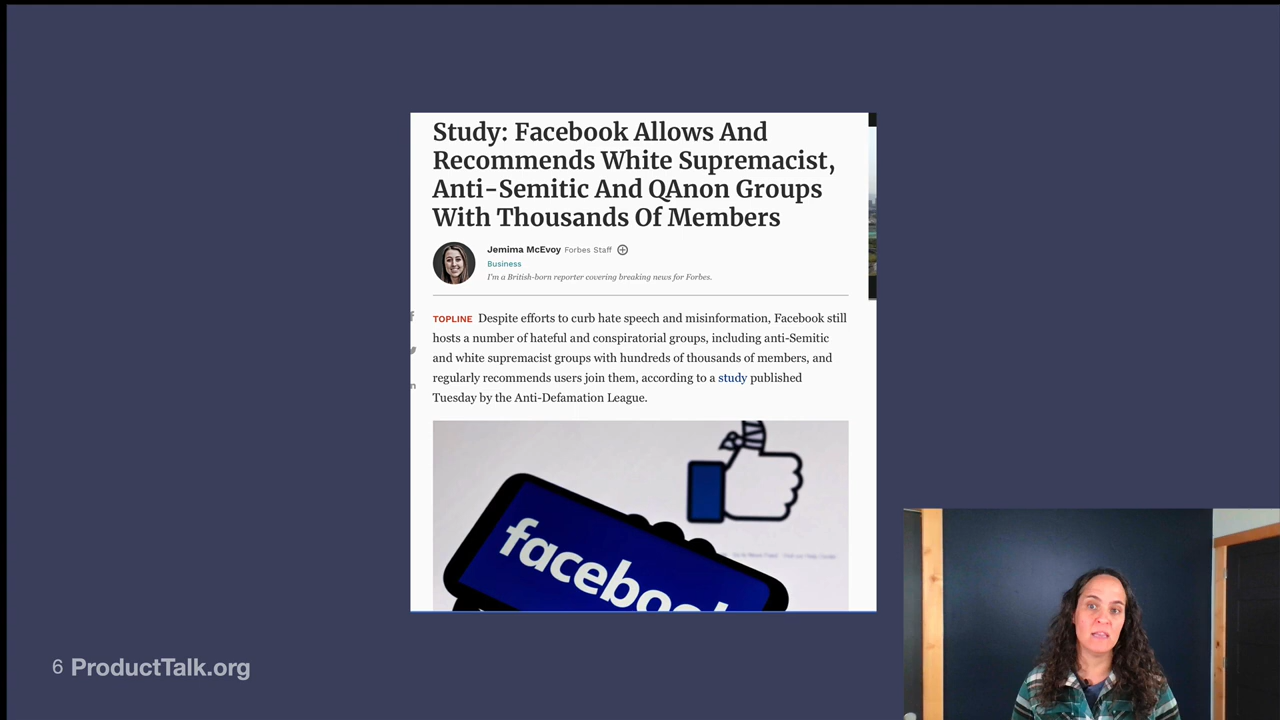 Study: Facebook Allows And
Recommends White Supremacist,
Anti-Semitic And QAnon Groups
With Thousands Of Members
Jemima McEvoy Forbes Staff
Business
I'm a British-born reporter covering breaking news for Forbes.
TOPLINE Despite efforts to curb hate speech and misinformation, Facebook still
hosts a number of hateful and conspiratorial groups, including anti-Semitic
and white supremacist groups with hundreds of thousands of members, and
regularly recommends users join them, according to a study published
Tuesday by the Anti-Defamation League.
6 ProductTalk.org